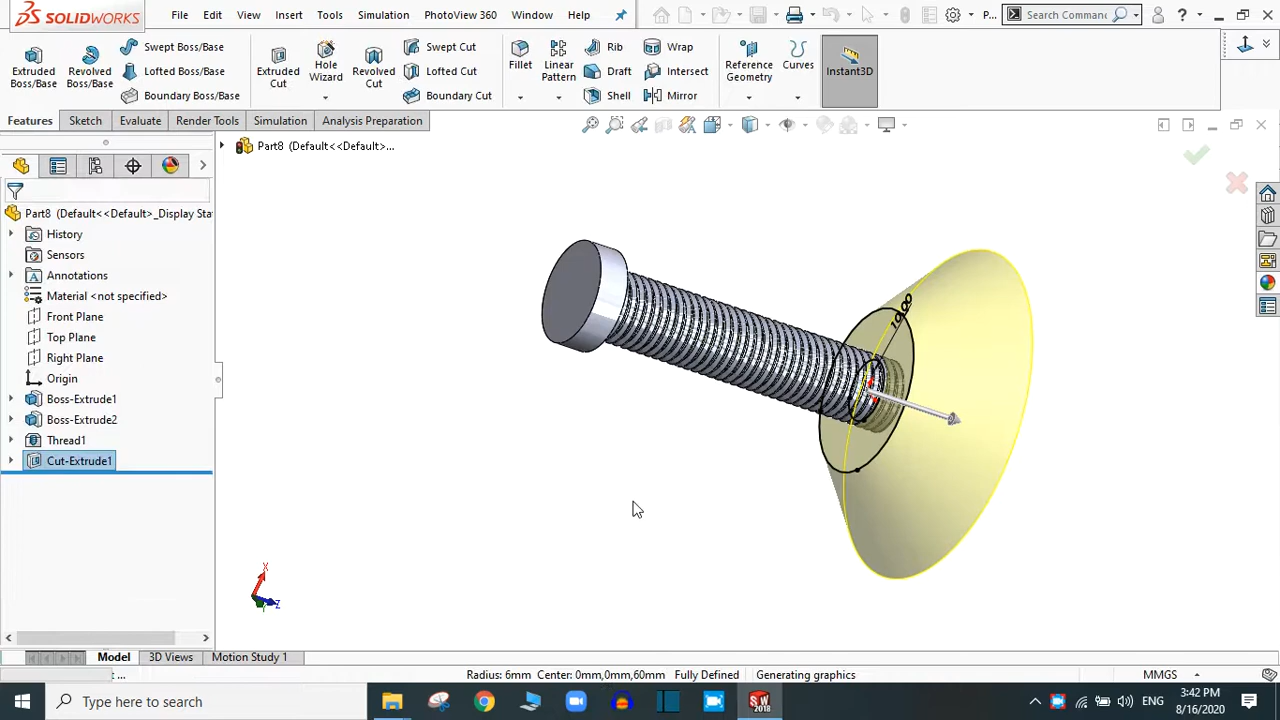 SOLIDWORKS
File Edit View Insert Tools Simulation PhotoView 360 Window Help
P...
Search Command
Extruded Boss/Base
Revolved Boss/Base
Swept Boss/Base
Lofted Boss/Base
Boundary Boss/Base
Extruded Cut
Hole Wizard
Revolved Cut
Swept Cut
Lofted Cut
Boundary Cut
Fillet
Linear Pattern
Rib
Draft
Shell
Wrap
Intersect
Mirror
Reference Geometry
Curves
Instant3D
Features Sketch Evaluate Render Tools Simulation Analysis Preparation
Part8 (Default<<Default>...
Part8 (Default<<Default>_Display Sta
History
Sensors
Annotations
Material <not specified>
Front Plane
Top Plane
Right Plane
Origin
Boss-Extrude1
Boss-Extrude2
Thread1
Cut-Extrude1
X
Z
Model 3D Views Motion Study 1
... Radius: 6mm Center: 0mm,0mm,60mm Fully Defined Generating graphics MMGS
Type here to search
SW 2018
ENG
3:42 PM
8/16/2020